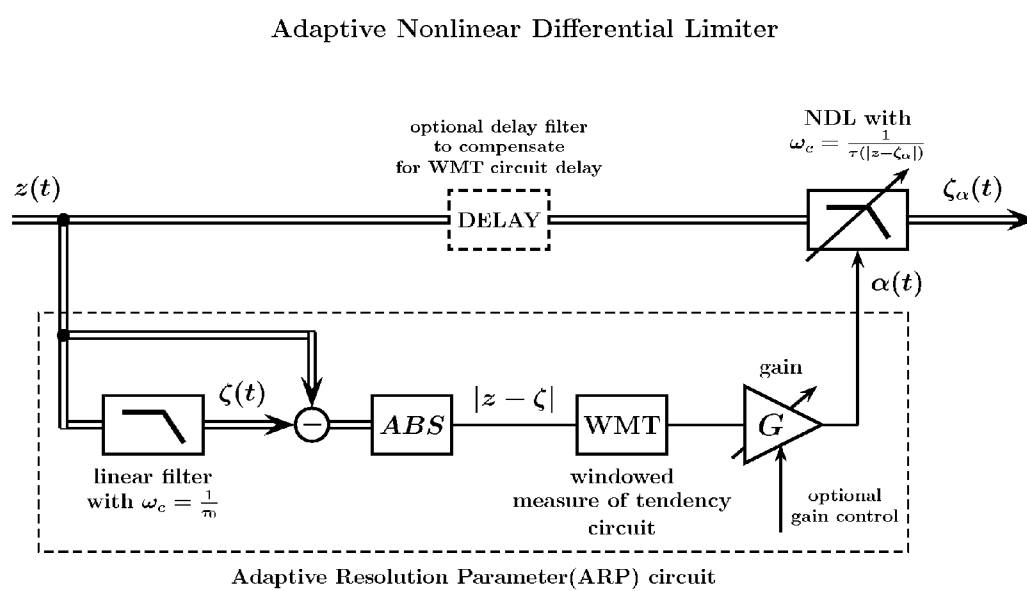 Adaptive Nonlinear Differential Limiter
optional delay filter
to compensate
for WMT circuit delay
NDL with
ω_c = 1/τ(|z−ζ_α|)
z(t)
DELAY
ζ_α(t)
α(t)
ζ(t)
−
ABS
|z − ζ|
WMT
gain
G
linear filter
with ω_c = 1/τ_0
windowed
measure of tendency
circuit
optional
gain control
Adaptive Resolution Parameter(ARP) circuit